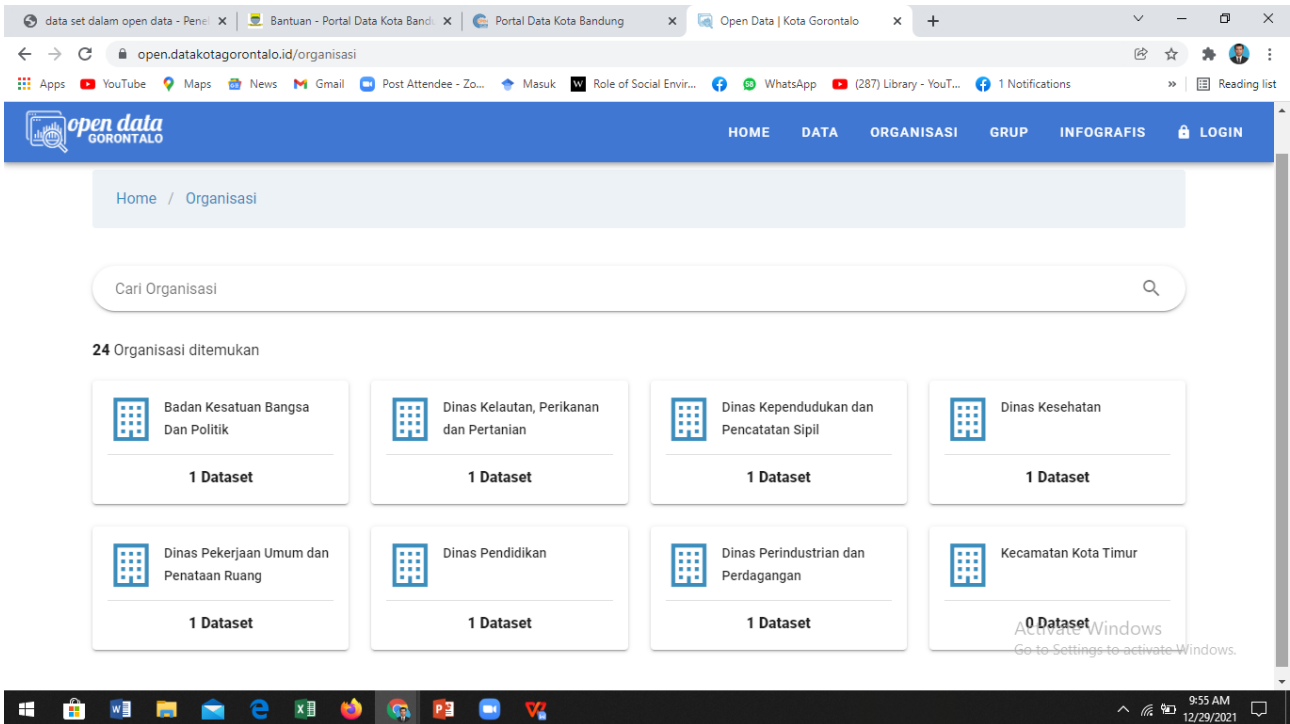 data set dalam open data - Penel
Bantuan - Portal Data Kota Band
Portal Data Kota Bandung
Open Data | Kota Gorontalo
open.datakotagorontalo.id/organisasi
Apps
YouTube
Maps
News
Gmail
Post Attendee - Zo...
Masuk
Role of Social Envir...
WhatsApp
(287) Library - YouT...
1 Notifications
»
Reading list
open data
GORONTALO
HOME
DATA
ORGANISASI
GRUP
INFOGRAFIS
LOGIN
Home / Organisasi
Cari Organisasi
24 Organisasi ditemukan
Badan Kesatuan Bangsa
Dan Politik
1 Dataset
Dinas Kelautan, Perikanan
dan Pertanian
1 Dataset
Dinas Kependudukan dan
Pencatatan Sipil
1 Dataset
Dinas Kesehatan
1 Dataset
Dinas Pekerjaan Umum dan
Penataan Ruang
1 Dataset
Dinas Pendidikan
1 Dataset
Dinas Perindustrian dan
Perdagangan
1 Dataset
Kecamatan Kota Timur
0 Dataset
Activate Windows
Go to Settings to activate Windows.
9:55 AM
12/29/2021